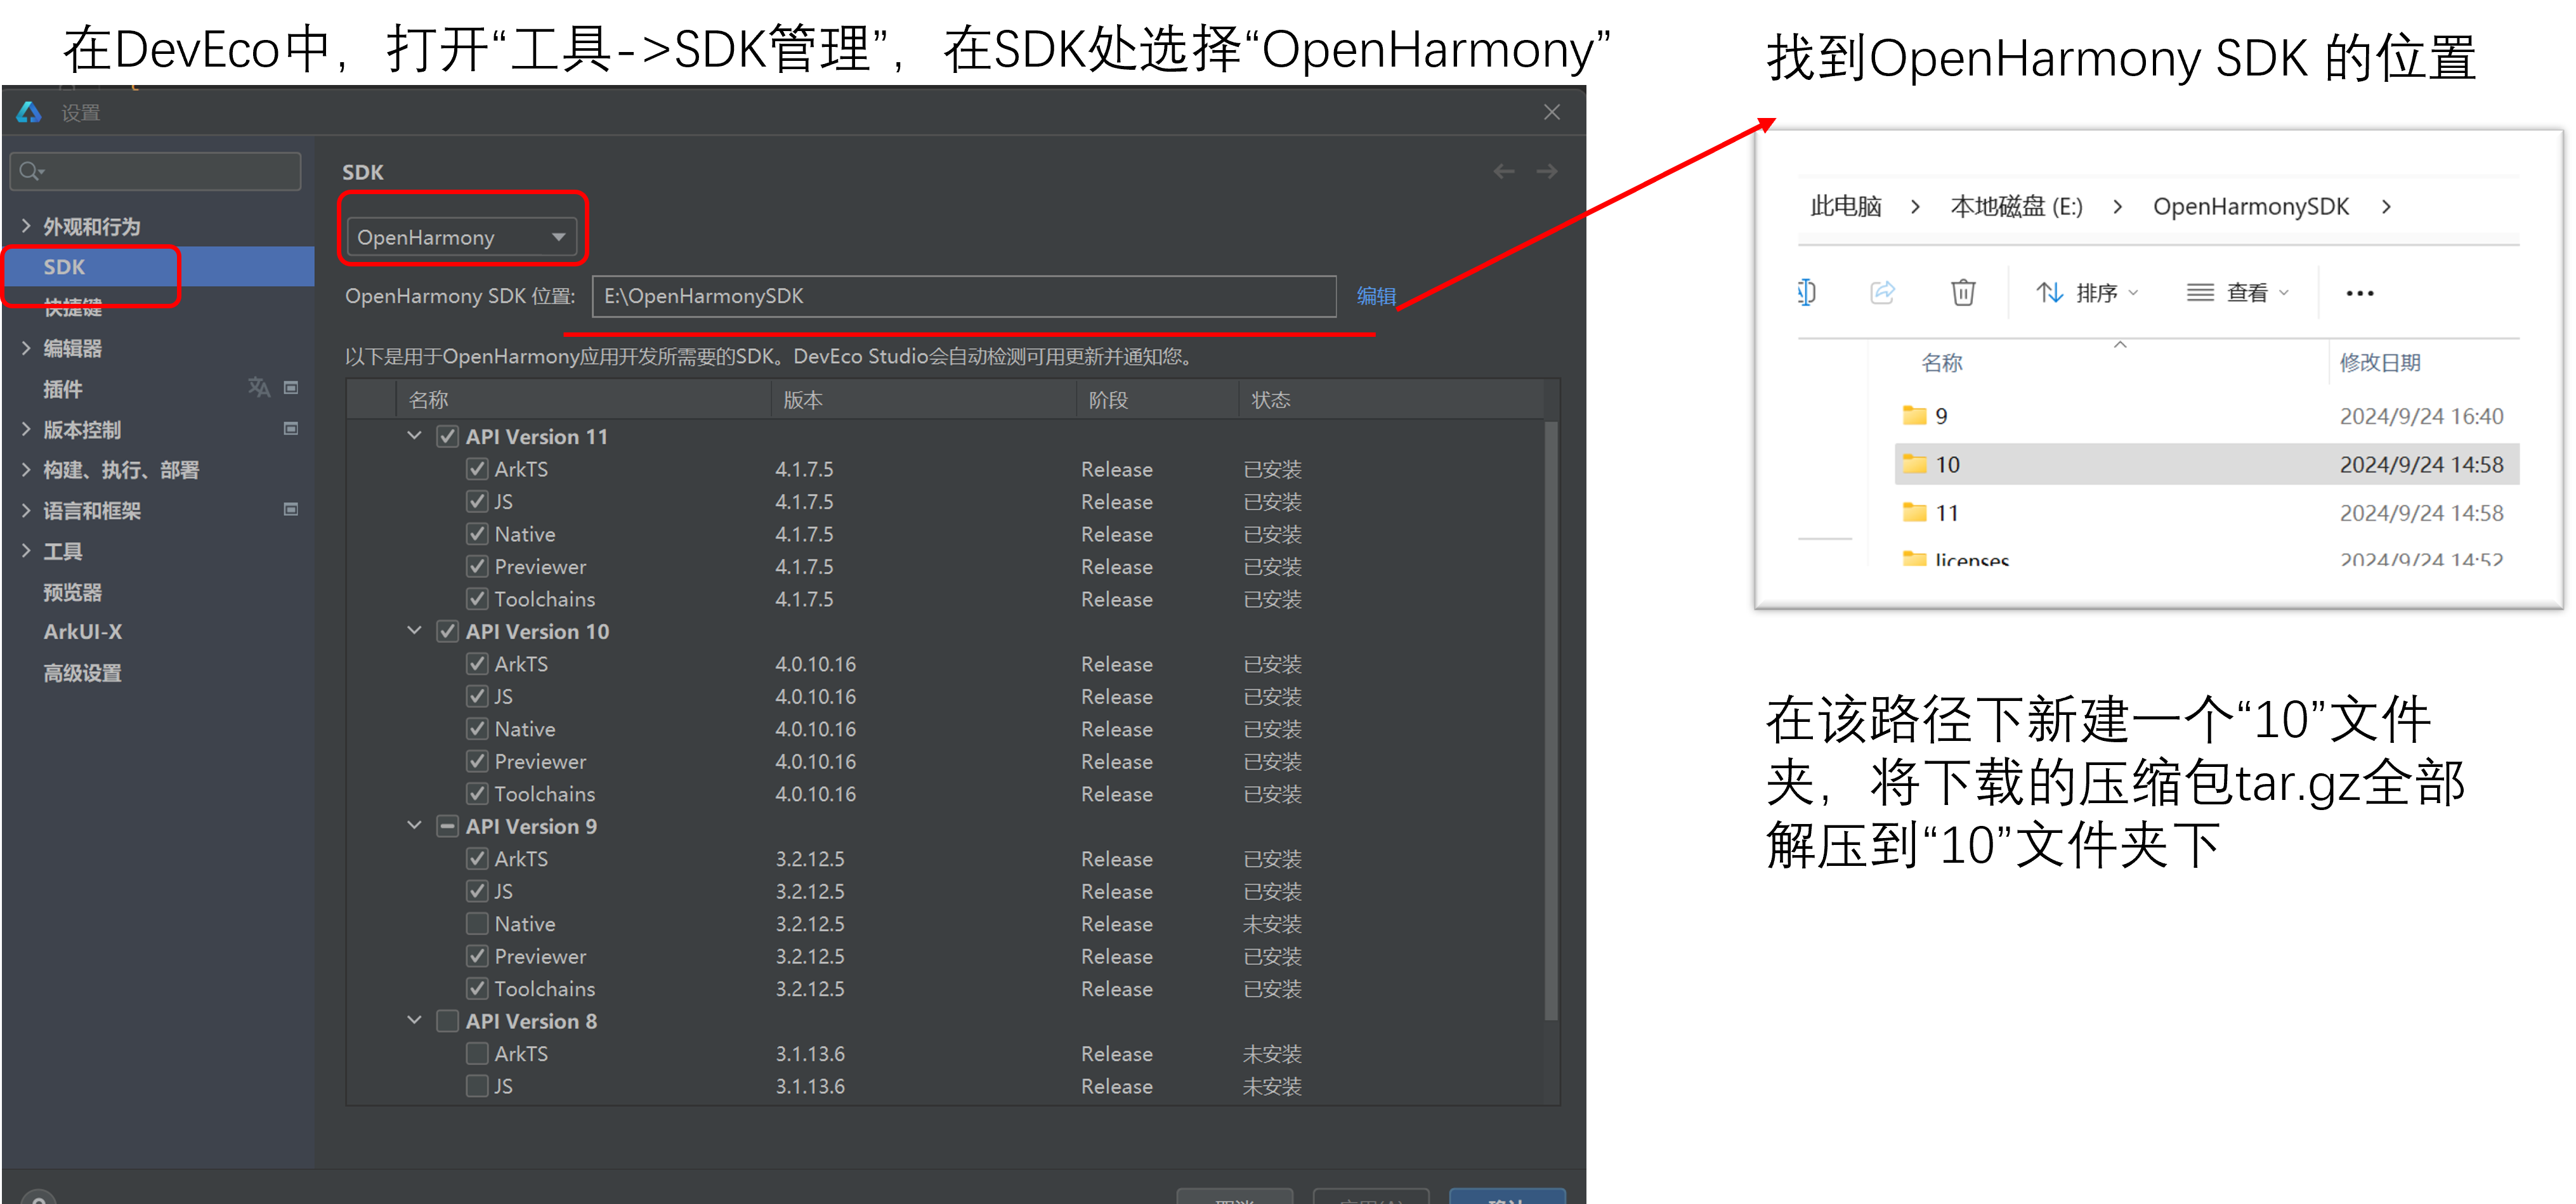 在DevEco中，打开“工具->SDK管理”，在SDK处选择“OpenHarmony”
设置
外观和行为
SDK
快捷键
编辑器
插件
版本控制
构建、执行、部署
语言和框架
工具
预览器
ArkUI-X
高级设置
SDK
OpenHarmony
OpenHarmony SDK 位置: E:\OpenHarmonySDK 编辑
以下是用于OpenHarmony应用开发所需要的SDK。DevEco Studio会自动检测可用更新并通知您。
名称 版本 阶段 状态
API Version 11
ArkTS 4.1.7.5 Release 已安装
JS 4.1.7.5 Release 已安装
Native 4.1.7.5 Release 已安装
Previewer 4.1.7.5 Release 已安装
Toolchains 4.1.7.5 Release 已安装
API Version 10
ArkTS 4.0.10.16 Release 已安装
JS 4.0.10.16 Release 已安装
Native 4.0.10.16 Release 已安装
Previewer 4.0.10.16 Release 已安装
Toolchains 4.0.10.16 Release 已安装
API Version 9
ArkTS 3.2.12.5 Release 已安装
JS 3.2.12.5 Release 已安装
Native 3.2.12.5 Release 未安装
Previewer 3.2.12.5 Release 已安装
Toolchains 3.2.12.5 Release 已安装
API Version 8
ArkTS 3.1.13.6 Release 未安装
JS 3.1.13.6 Release 未安装
找到OpenHarmony SDK 的位置
此电脑 > 本地磁盘 (E:) > OpenHarmonySDK >
排序 查看 ...
名称 修改日期
9 2024/9/24 16:40
10 2024/9/24 14:58
11 2024/9/24 14:58
licenses 2024/9/24 14:52
在该路径下新建一个“10”文件
夹，将下载的压缩包tar.gz全部
解压到“10”文件夹下